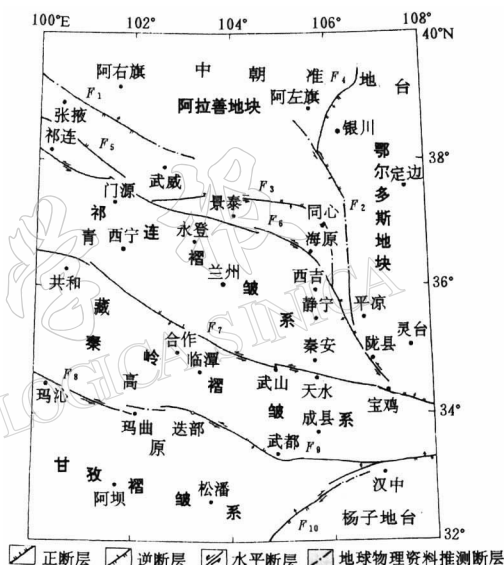 100°E 102° 104° 106° 108° 40°N
阿右旗 中 朝 准 地 台
F4
F1 阿拉善地块 阿左旗
张掖 银川
祁连 F5 38°
武威 鄂尔多斯地块 定边
门源 F3 F2
祁 连 褶 皱 系
景泰 同心
青 西宁 永登 F6 海原
兰州 西吉 36°
共和 静宁 平凉
藏 F7
秦 岭 褶 皱 系
合作 临潭 秦安 陇县 灵台
F8 高 武山 天水 宝鸡
玛沁 34°
玛曲 迭部 成县
原 武都 F9
甘孜 褶 皱 系
阿坝 松潘 汉中
F10 杨子地台 32°
正断层 逆断层 水平断层 地球物理资料推测断层
LOGICA SINICA